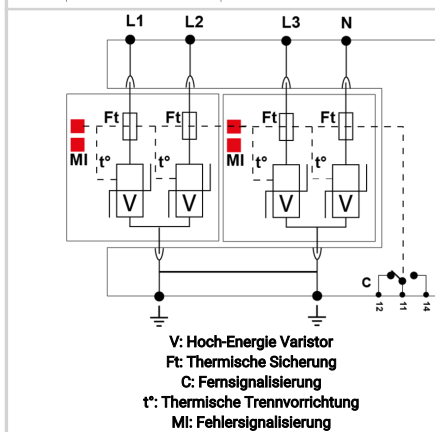 L1 L2 L3 N
Ft Ft Ft Ft
MI t° t° MI t° t°
V V V V
C
12 11 14
V: Hoch-Energie Varistor
Ft: Thermische Sicherung
C: Fernsignalisierung
t°: Thermische Trennvorrichtung
MI: Fehlersignalisierung